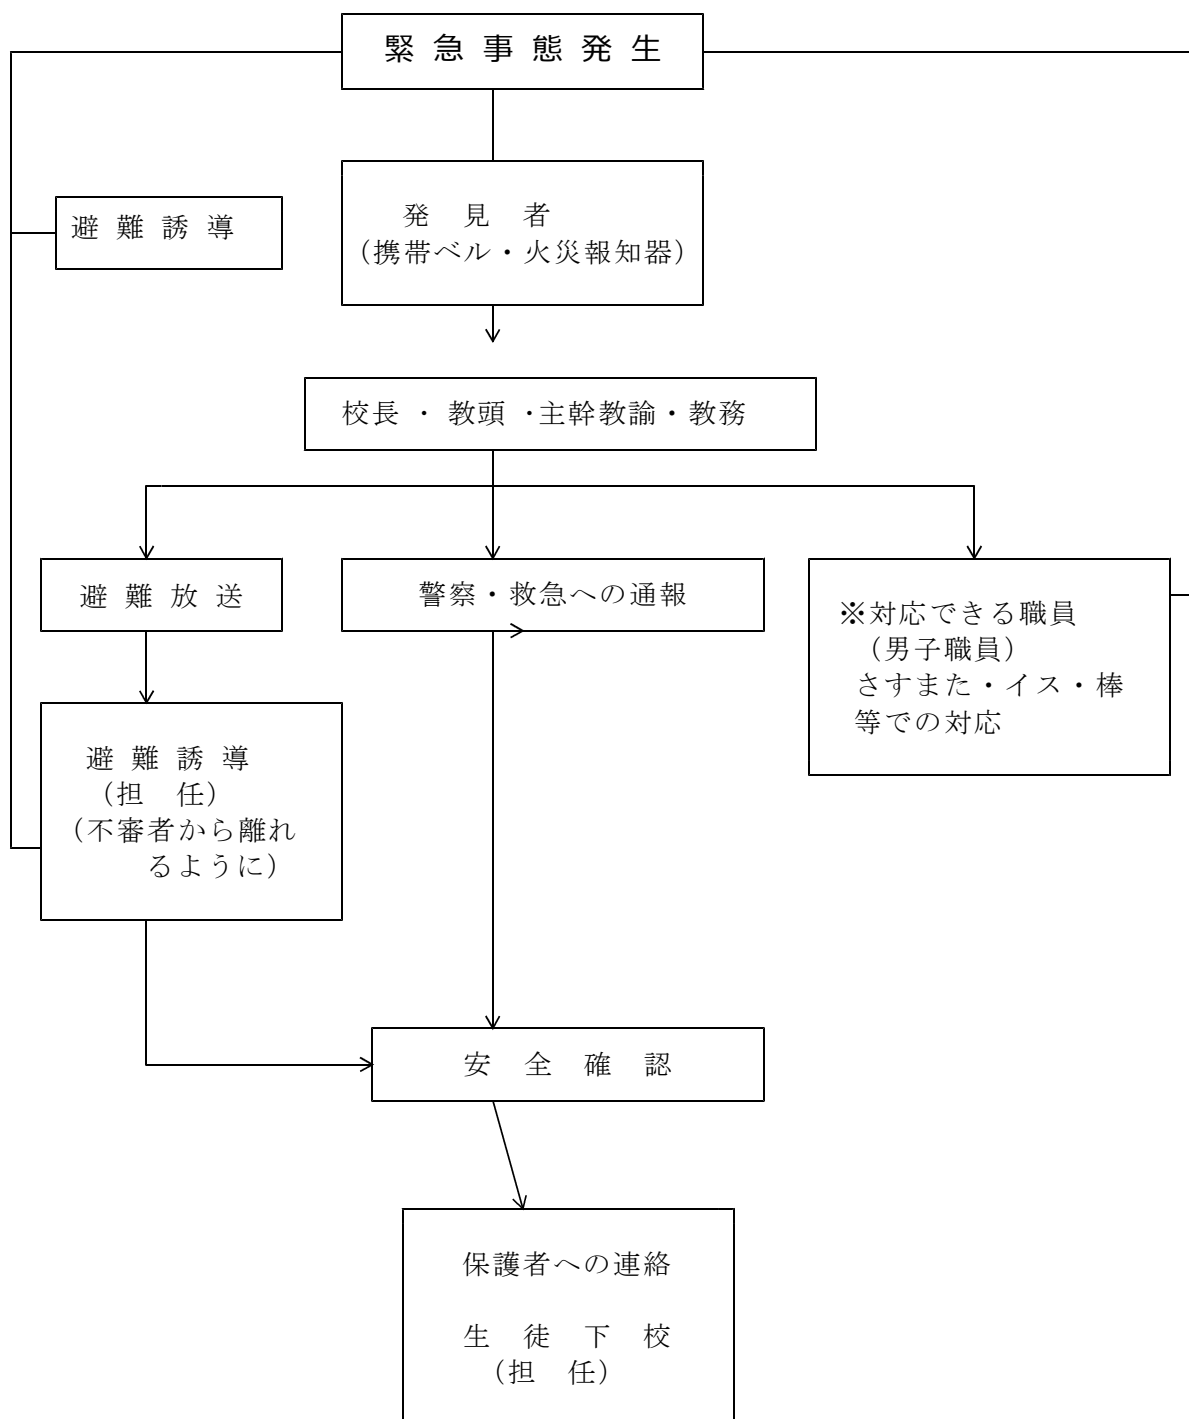 緊急事態発生
避難誘導
発見者
(携帯ベル・火災報知器)
校長・教頭・主幹教諭・教務
避難放送
警察・救急への通報
※対応できる職員
(男子職員)
さすまた・イス・棒
等での対応
避難誘導
(担任)
(不審者から離れ
るように)
安全確認
保護者への連絡
生徒下校
(担任)